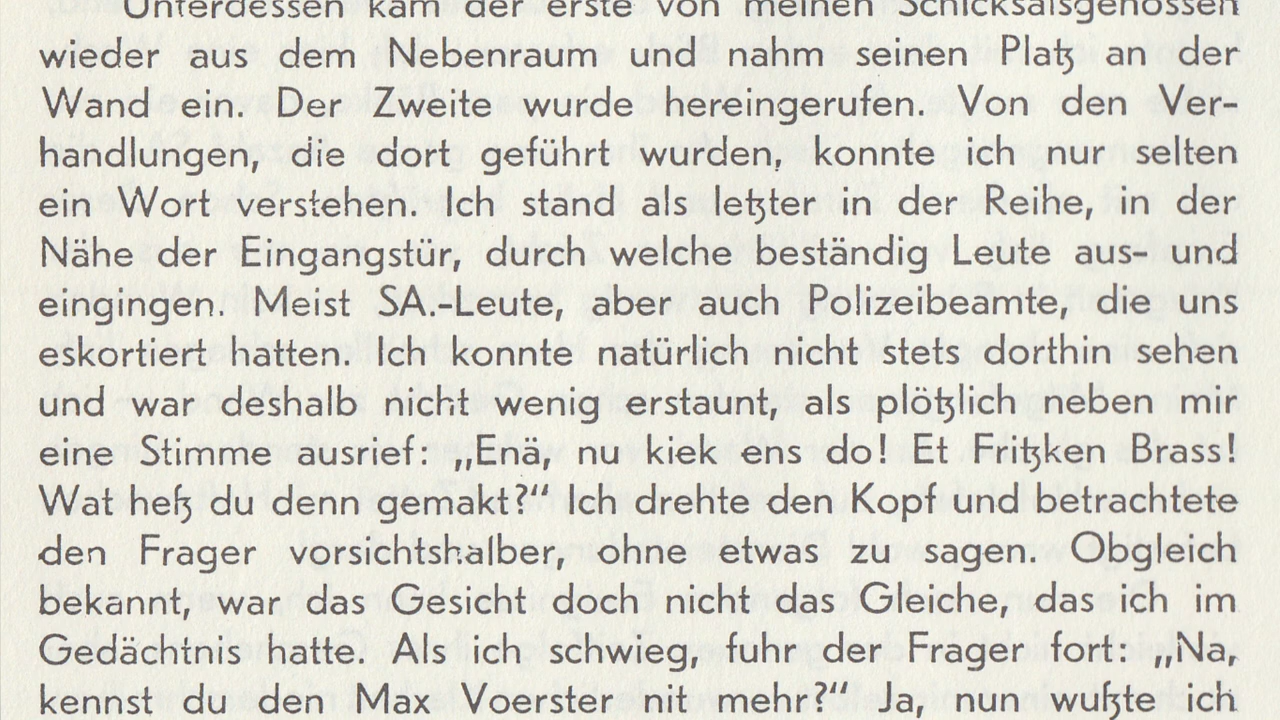 Unterdessen kam der erste von meinen Schicksalsgenossen
wieder aus dem Nebenraum und nahm seinen Platz an der
Wand ein. Der Zweite wurde hereingerufen. Von den Ver-
handlungen, die dort geführt wurden, konnte ich nur selten
ein Wort verstehen. Ich stand als letzter in der Reihe, in der
Nähe der Eingangstür, durch welche beständig Leute aus- und
eingingen. Meist SA.-Leute, aber auch Polizeibeamte, die uns
eskortiert hatten. Ich konnte natürlich nicht stets dorthin sehen
und war deshalb nicht wenig erstaunt, als plötzlich neben mir
eine Stimme ausrief: „Enä, nu kiek ens do! Et Fritzken Brass!
Wat heß du denn gemakt?“ Ich drehte den Kopf und betrachtete
den Frager vorsichtshalber, ohne etwas zu sagen. Obgleich
bekannt, war das Gesicht doch nicht das Gleiche, das ich im
Gedächtnis hatte. Als ich schwieg, fuhr der Frager fort: „Na,
kennst du den Max Voerster nit mehr?“ Ja, nun wußte ich